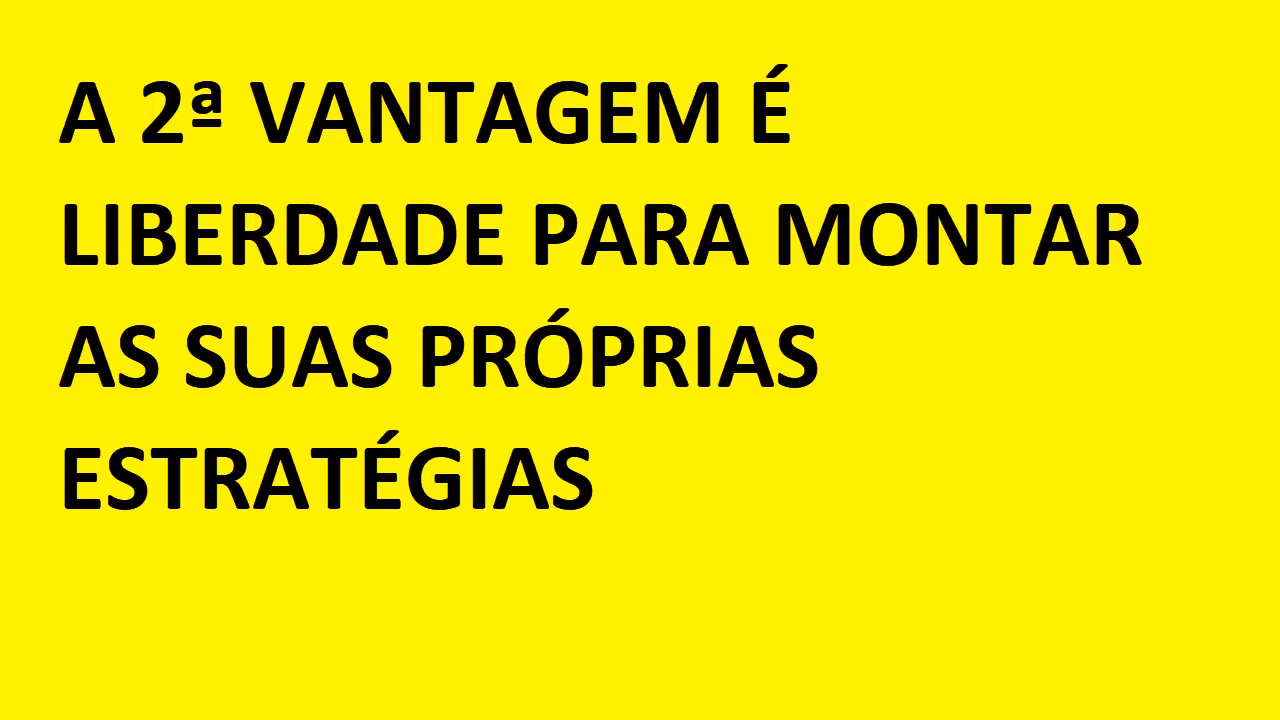 A 2ª VANTAGEM É
LIBERDADE PARA MONTAR
AS SUAS PRÓPRIAS
ESTRATÉGIAS